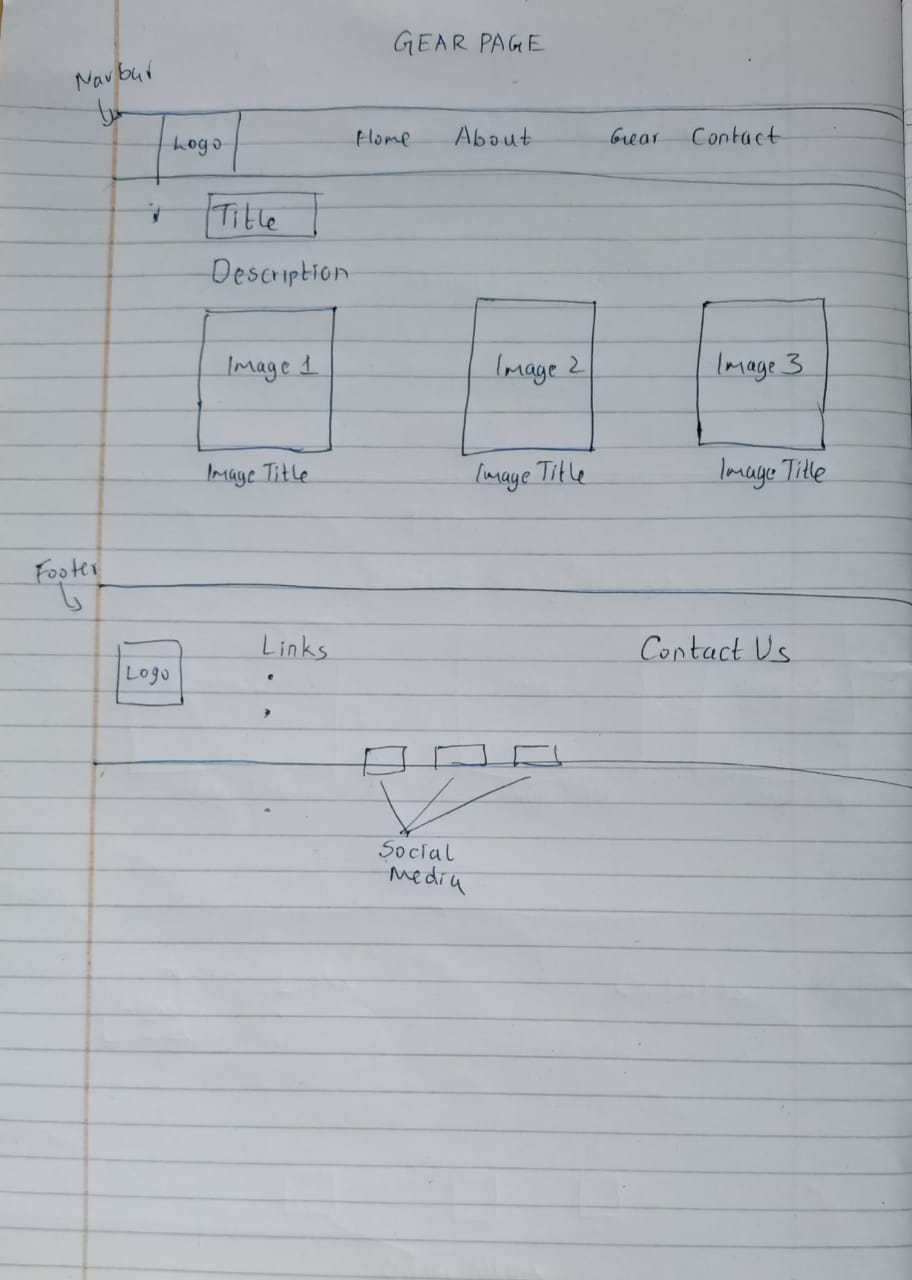 GEAR PAGE
Navbar
Logo Home About Gear Contact
Title
Description
Image 1 Image 2 Image 3
Image Title Image Title Image Title
Footer
Links Contact Us
Logo
Social
Media